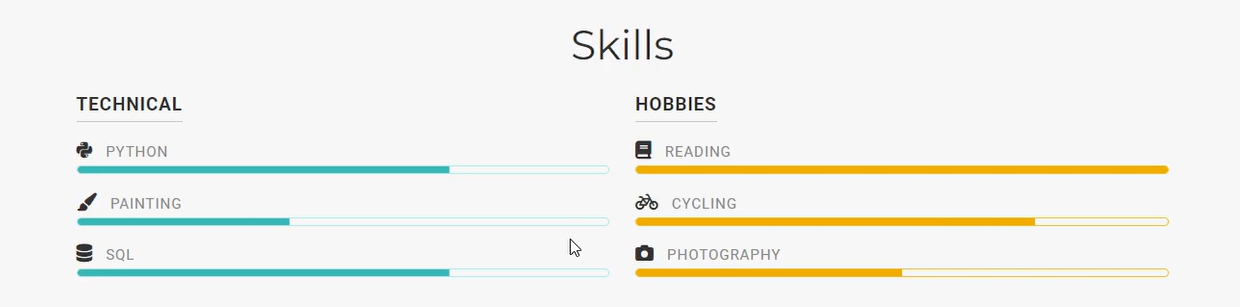 Skills
TECHNICAL
PYTHON
PAINTING
SQL
HOBBIES
READING
CYCLING
PHOTOGRAPHY